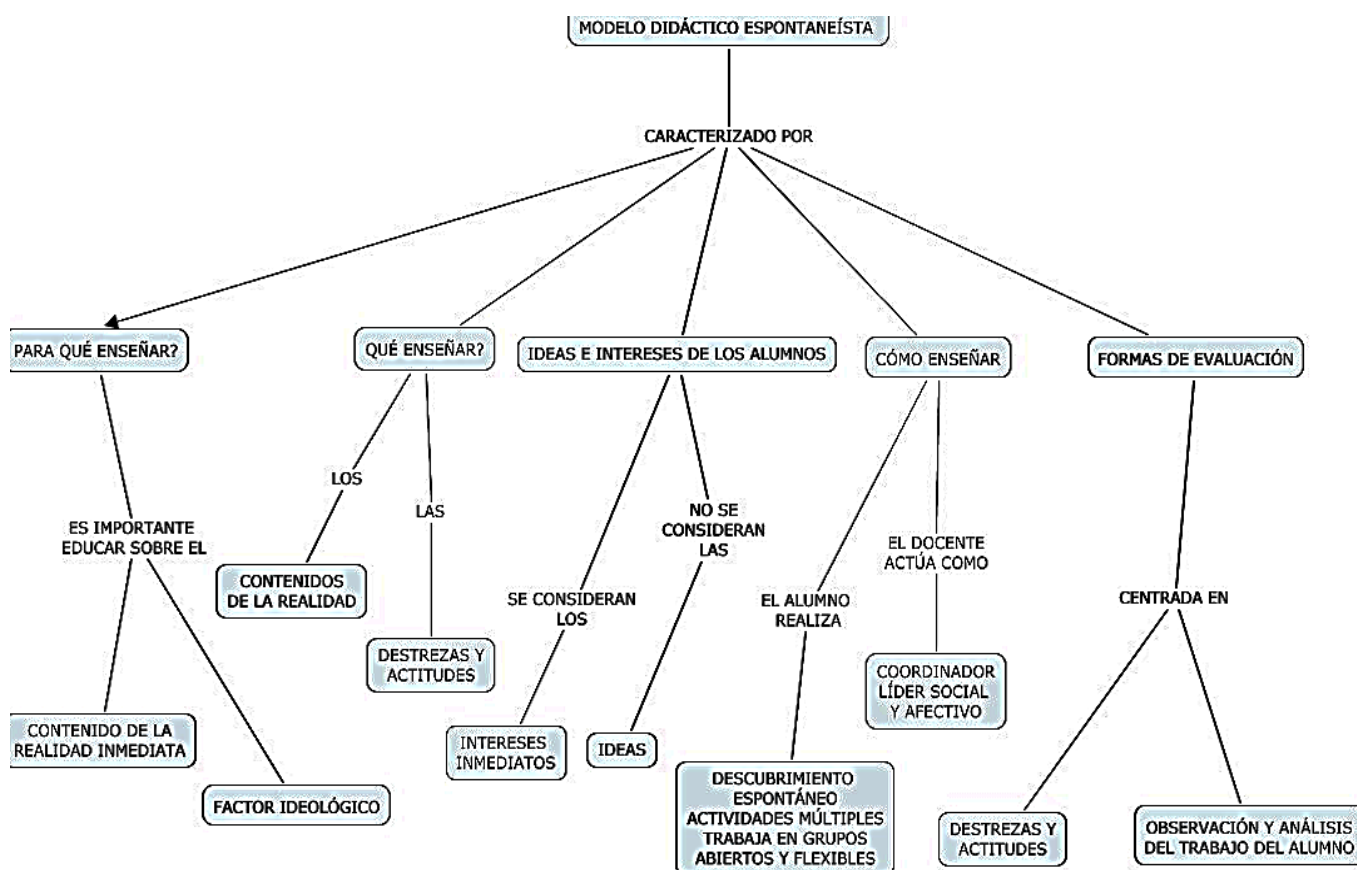 MODELO DIDÁCTICO ESPONTANEÍSTA
CARACTERIZADO POR
PARA QUÉ ENSEÑAR?
QUÉ ENSEÑAR?
IDEAS E INTERESES DE LOS ALUMNOS
CÓMO ENSEÑAR
FORMAS DE EVALUACIÓN
ES IMPORTANTE
EDUCAR SOBRE EL
LOS
LAS
SE CONSIDERAN
LOS
NO SE
CONSIDERAN
LAS
EL ALUMNO
REALIZA
EL DOCENTE
ACTÚA COMO
CENTRADA EN
CONTENIDO DE LA
REALIDAD INMEDIATA
FACTOR IDEOLÓGICO
CONTENIDOS
DE LA REALIDAD
DESTREZAS Y
ACTITUDES
INTERESES
INMEDIATOS
IDEAS
DESCUBRIMIENTO
ESPONTÁNEO
ACTIVIDADES MÚLTIPLES
TRABAJA EN GRUPOS
ABIERTOS Y FLEXIBLES
COORDINADOR
LÍDER SOCIAL
Y AFECTIVO
DESTREZAS Y
ACTITUDES
OBSERVACIÓN Y ANÁLISIS
DEL TRABAJO DEL ALUMNO